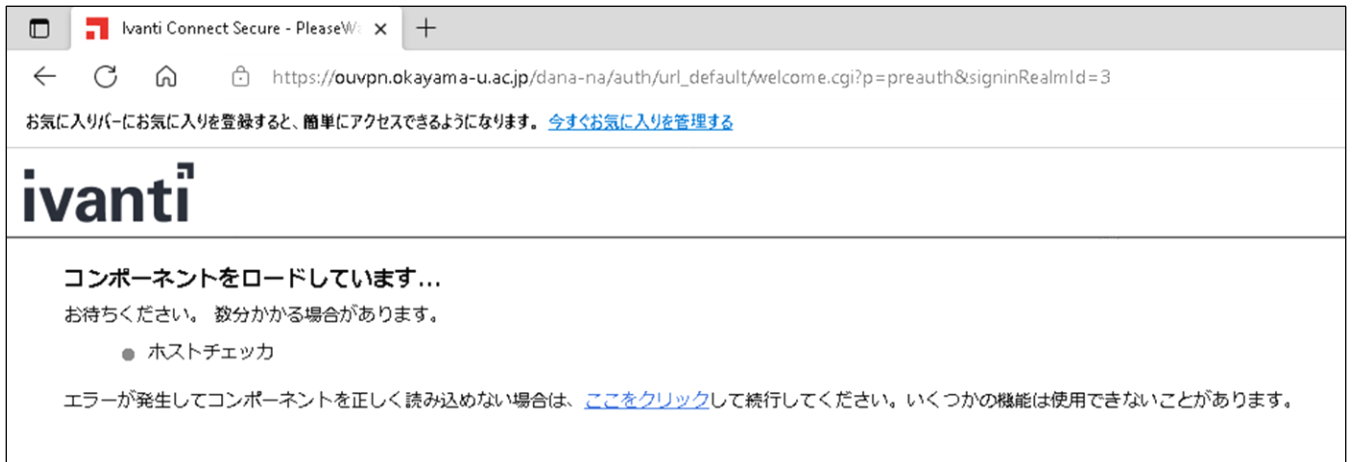 Ivanti Connect Secure - PleaseWa
https://ouvpn.okayama-u.ac.jp/dana-na/auth/url_default/welcome.cgi?p=preauth&signinRealmId=3
お気に入りバーにお気に入りを登録すると、簡単にアクセスできるようになります。 今すぐお気に入りを管理する
ivanti
コンポーネントをロードしています...
お待ちください。 数分かかる場合があります。
ホストチェッカ
エラーが発生してコンポーネントを正しく読み込めない場合は、ここをクリックして続行してください。いくつかの機能は使用できないことがあります。